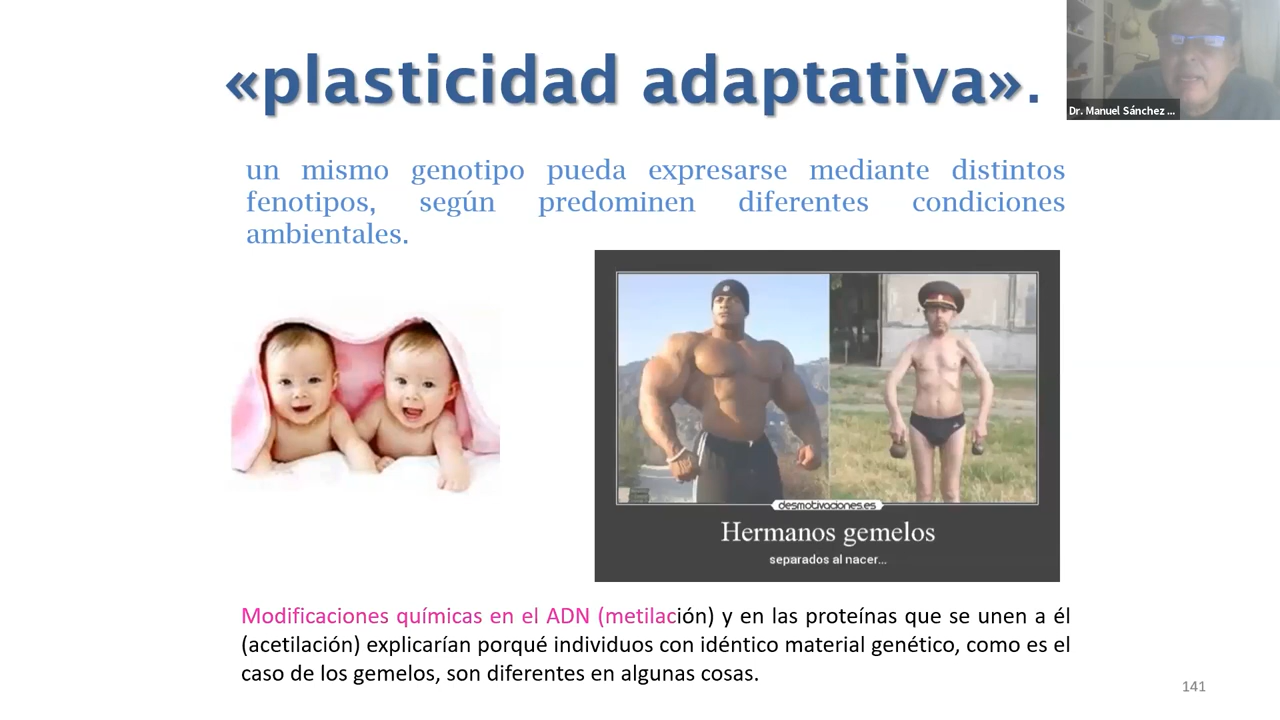 «plasticidad adaptativa».
Dr. Manuel Sánchez ...
un mismo genotipo pueda expresarse mediante distintos
fenotipos, según predominen diferentes condiciones
ambientales.
desmotivaciones.es
Hermanos gemelos
separados al nacer...
Modificaciones químicas en el ADN (metilación) y en las proteínas que se unen a él
(acetilación) explicarían porqué individuos con idéntico material genético, como es el
caso de los gemelos, son diferentes en algunas cosas.
141